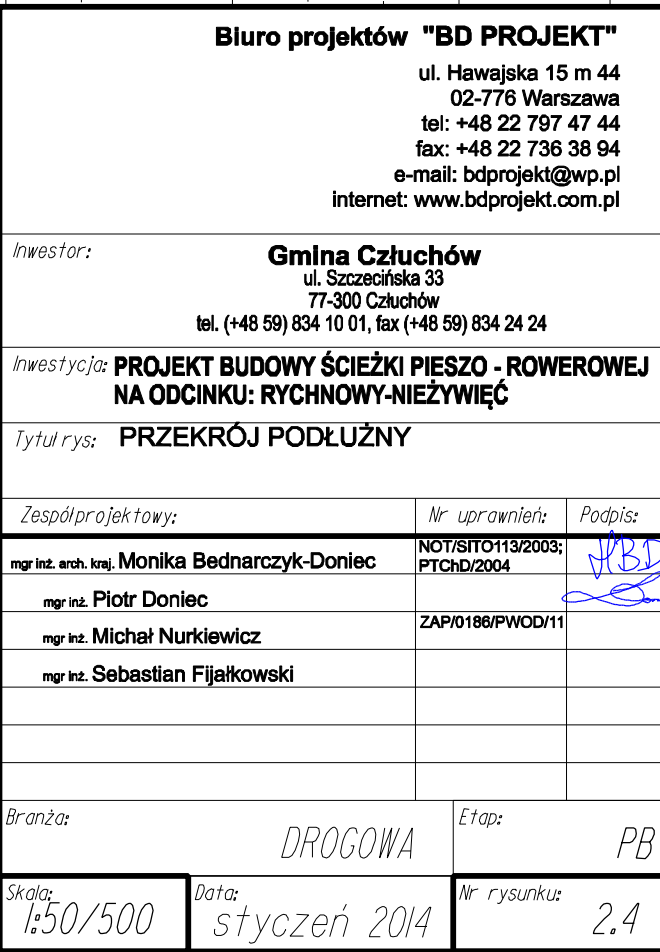 Biuro projektów "BD PROJEKT"
ul. Hawajska 15 m 44
02-776 Warszawa
tel: +48 22 797 47 44
fax: +48 22 736 38 94
e-mail: bdprojekt@wp.pl
internet: www.bdprojekt.com.pl
Inwestor:
Gmina Człuchów
ul. Szczecińska 33
77-300 Człuchów
tel. (+48 59) 834 10 01, fax (+48 59) 834 24 24
Inwestycja: PROJEKT BUDOWY ŚCIEŻKI PIESZO - ROWEROWEJ
NA ODCINKU: RYCHNOWY-NIEŻYWIĘĆ
Tytuł rys: PRZEKRÓJ PODŁUŻNY
Zespół projektowy: Nr uprawnień: Podpis:
mgr inż. arch. kraj. Monika Bednarczyk-Doniec NOT/SITO113/2003;
PTChD/2004
mgr inż. Piotr Doniec
mgr inż. Michał Nurkiewicz ZAP/0186/PWOD/11
mgr inż. Sebastian Fijałkowski
Branża: DROGOWA Etap: PB
Skala: 1:50/500 Data: styczeń 2014 Nr rysunku: 2.4